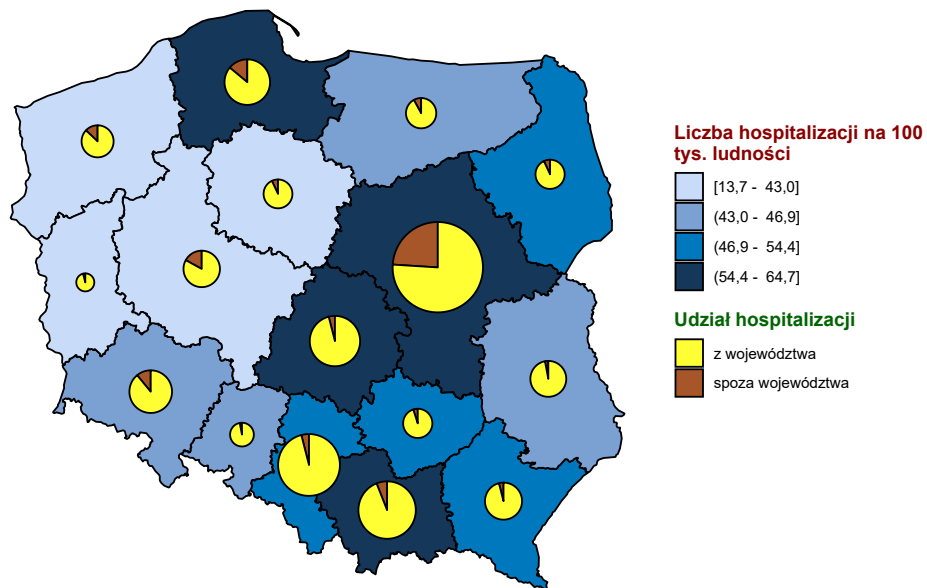 Liczba hospitalizacji na 100
tys. ludności
[13,7 - 43,0]
(43,0 - 46,9]
(46,9 - 54,4]
(54,4 - 64,7]
Udział hospitalizacji
z województwa
spoza województwa